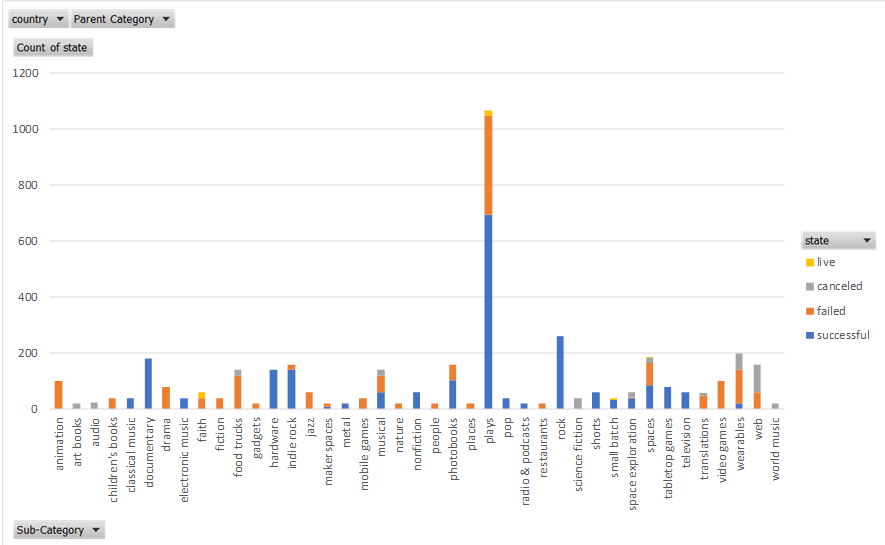 country Parent Category
Count of state
1200
1000
800
600
400
200
0
animation
art books
audio
children's books
classical music
documentary
drama
electronic music
faith
fiction
food trucks
gadgets
hardware
indie rock
jazz
makerspaces
metal
mobile games
musical
nature
nonfiction
people
photobooks
places
plays
pop
radio & podcasts
restaurants
rock
science fiction
shorts
small batch
space exploration
spaces
tabletop games
television
translations
video games
wearables
web
world music
state
live
canceled
failed
successful
Sub-Category